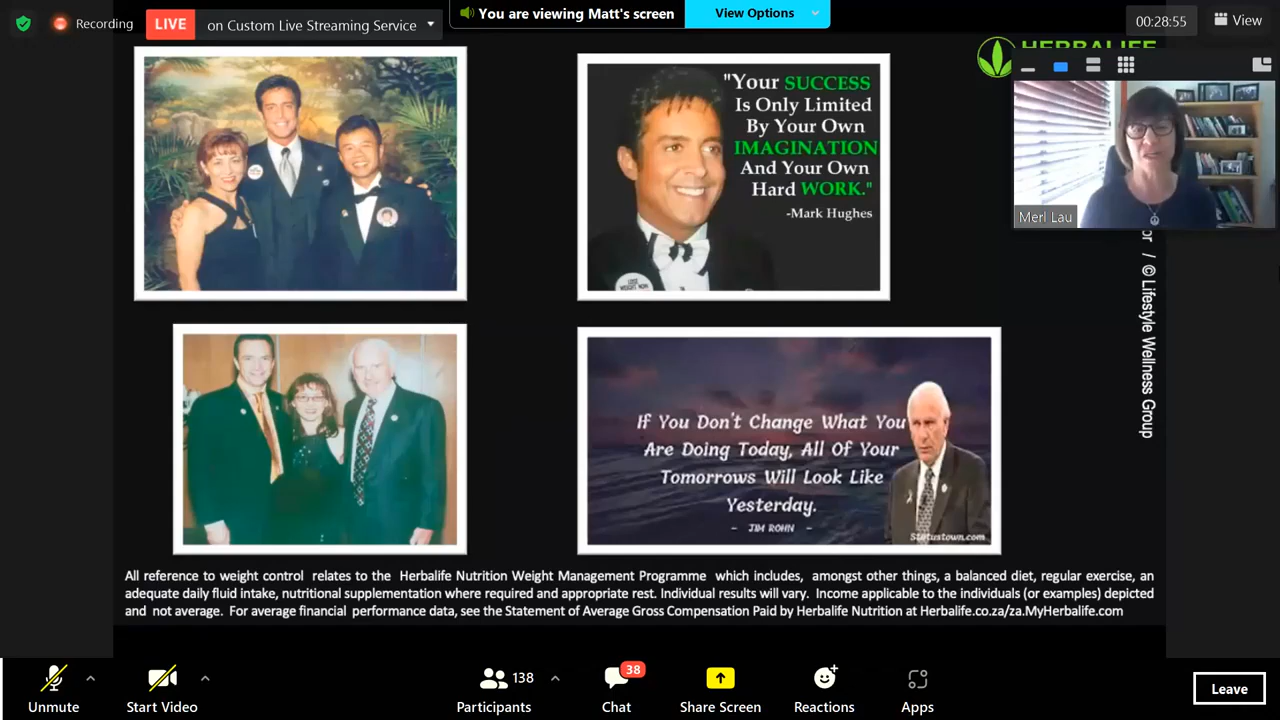 Recording
LIVE
on Custom Live Streaming Service
You are viewing Matt's screen
View Options
00:28:55
View
HERBALIFE
"Your SUCCESS
Is Only Limited
By Your Own
IMAGINATION
And Your Own
Hard WORK."
-Mark Hughes
Merl Lau
/ © Lifestyle Wellness Group
If You Don't Change What You
Are Doing Today, All Of Your
Tomorrows Will Look Like
Yesterday.
- JIM ROHN -
Statustown.com
All reference to weight control relates to the Herbalife Nutrition Weight Management Programme which includes, amongst other things, a balanced diet, regular exercise, an
adequate daily fluid intake, nutritional supplementation where required and appropriate rest. Individual results will vary. Income applicable to the individuals (or examples) depicted
and not average. For average financial performance data, see the Statement of Average Gross Compensation Paid by Herbalife Nutrition at Herbalife.co.za/za.MyHerbalife.com
138
38
Unmute
Start Video
Participants
Chat
Share Screen
Reactions
Apps
Leave